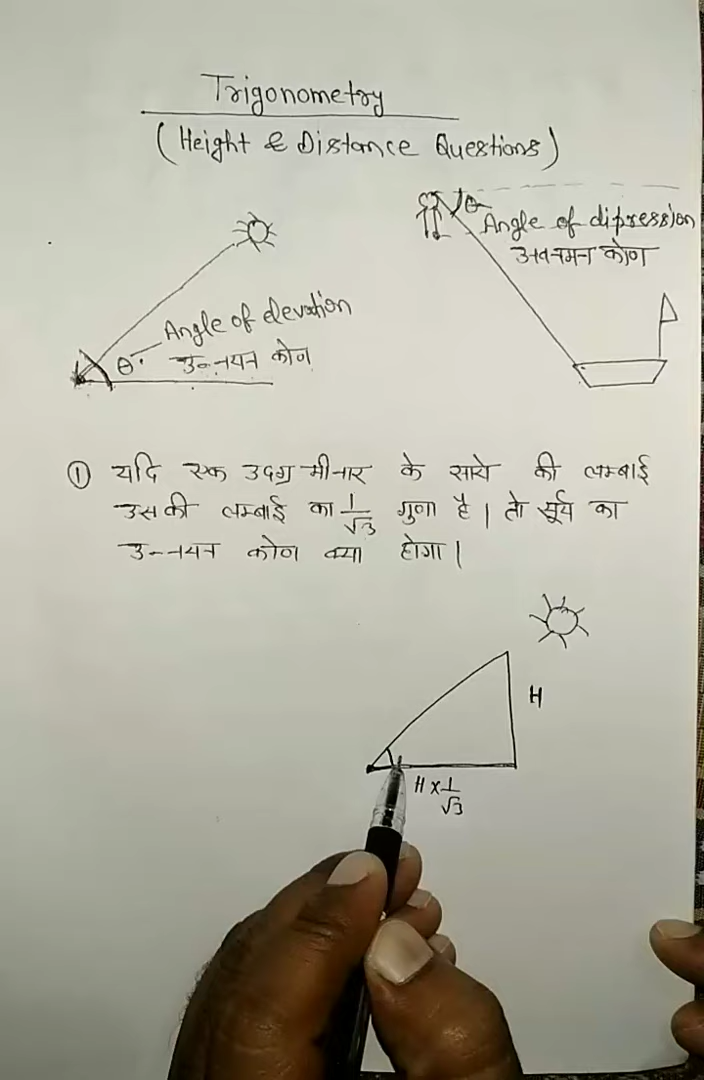 Trigonometry
(Height & Distance Questions)
θ
Angle of dipression
अवनमन कोण
Angle of elevation
θ
उन्नयन कोण
① यदि एक उदग्र मीनार के साये की लम्बाई
उसकी लम्बाई का 1/√3 गुणा है। तो सूर्य का
उन्नयन कोण क्या होगा।
H
H × 1/√3